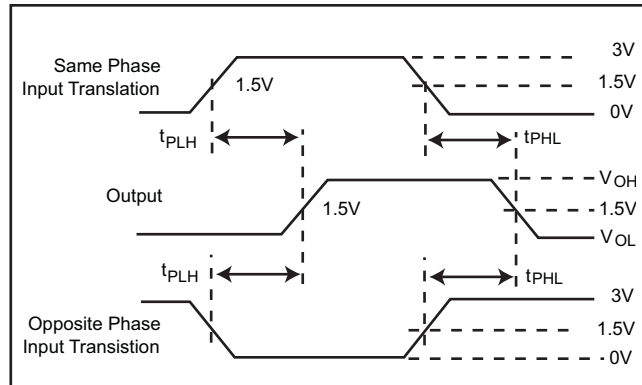 3V
Same Phase
Input Translation
1.5V
1.5V
0V
tPLH
tPHL
Output
VOH
1.5V
1.5V
VOL
tPLH
tPHL
3V
Opposite Phase
Input Transistion
1.5V
0V